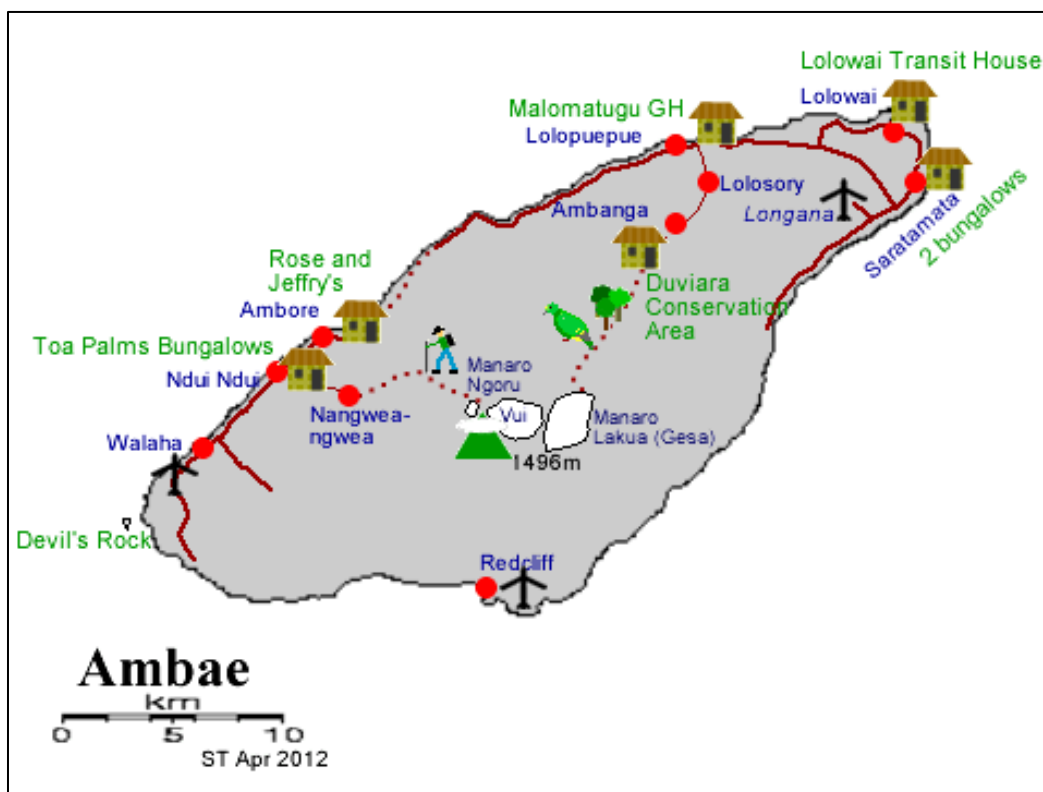 Lolowai Transit House
Lolowai
Malomatugu GH
Lolopuepue
Lolosory
Ambanga
Longana
Saratamata
2 bungalows
Rose and
Jeffry's
Ambore
Duviara
Conservation
Area
Toa Palms Bungalows
Ndui Ndui
Manaro
Ngoru
Nangwea-
ngwea
Vui
Manaro
Lakua (Gesa)
1496m
Walaha
Devil's Rock
Redcliff
Ambae
km
0 5 10
ST Apr 2012